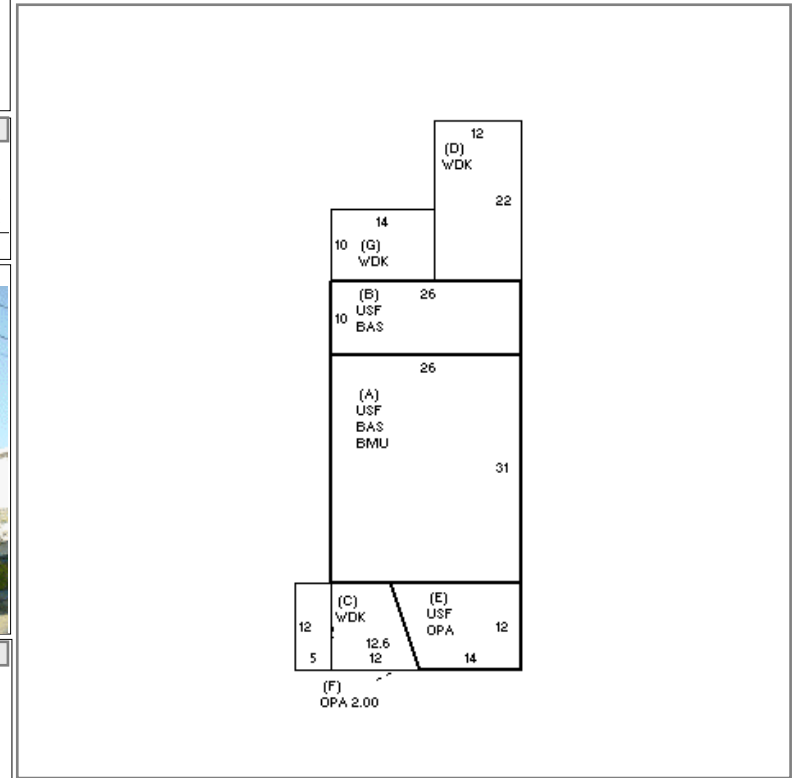 12
(D)
WDK
22
14
10 (G)
WDK
(B) 26
10 USF
BAS
26
(A)
USF
BAS
BMU
31
(C)
WDK
(E)
USF
OPA
12
12
12.6
5 12 14
(F)
OPA 2.00